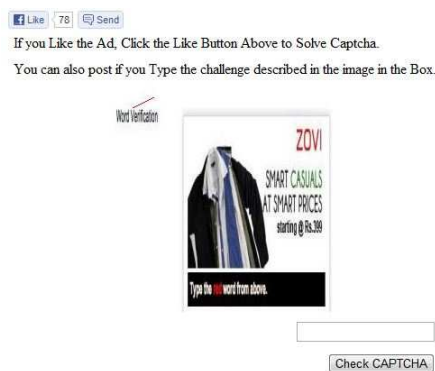 Like 78 Send
If you Like the Ad, Click the Like Button Above to Solve Captcha.
You can also post if you Type the challenge described in the image in the Box.
Word Verification
ZOVI
SMART CASUALS
AT SMART PRICES
starting @ Rs.399
Type the red word from above.
Check CAPTCHA